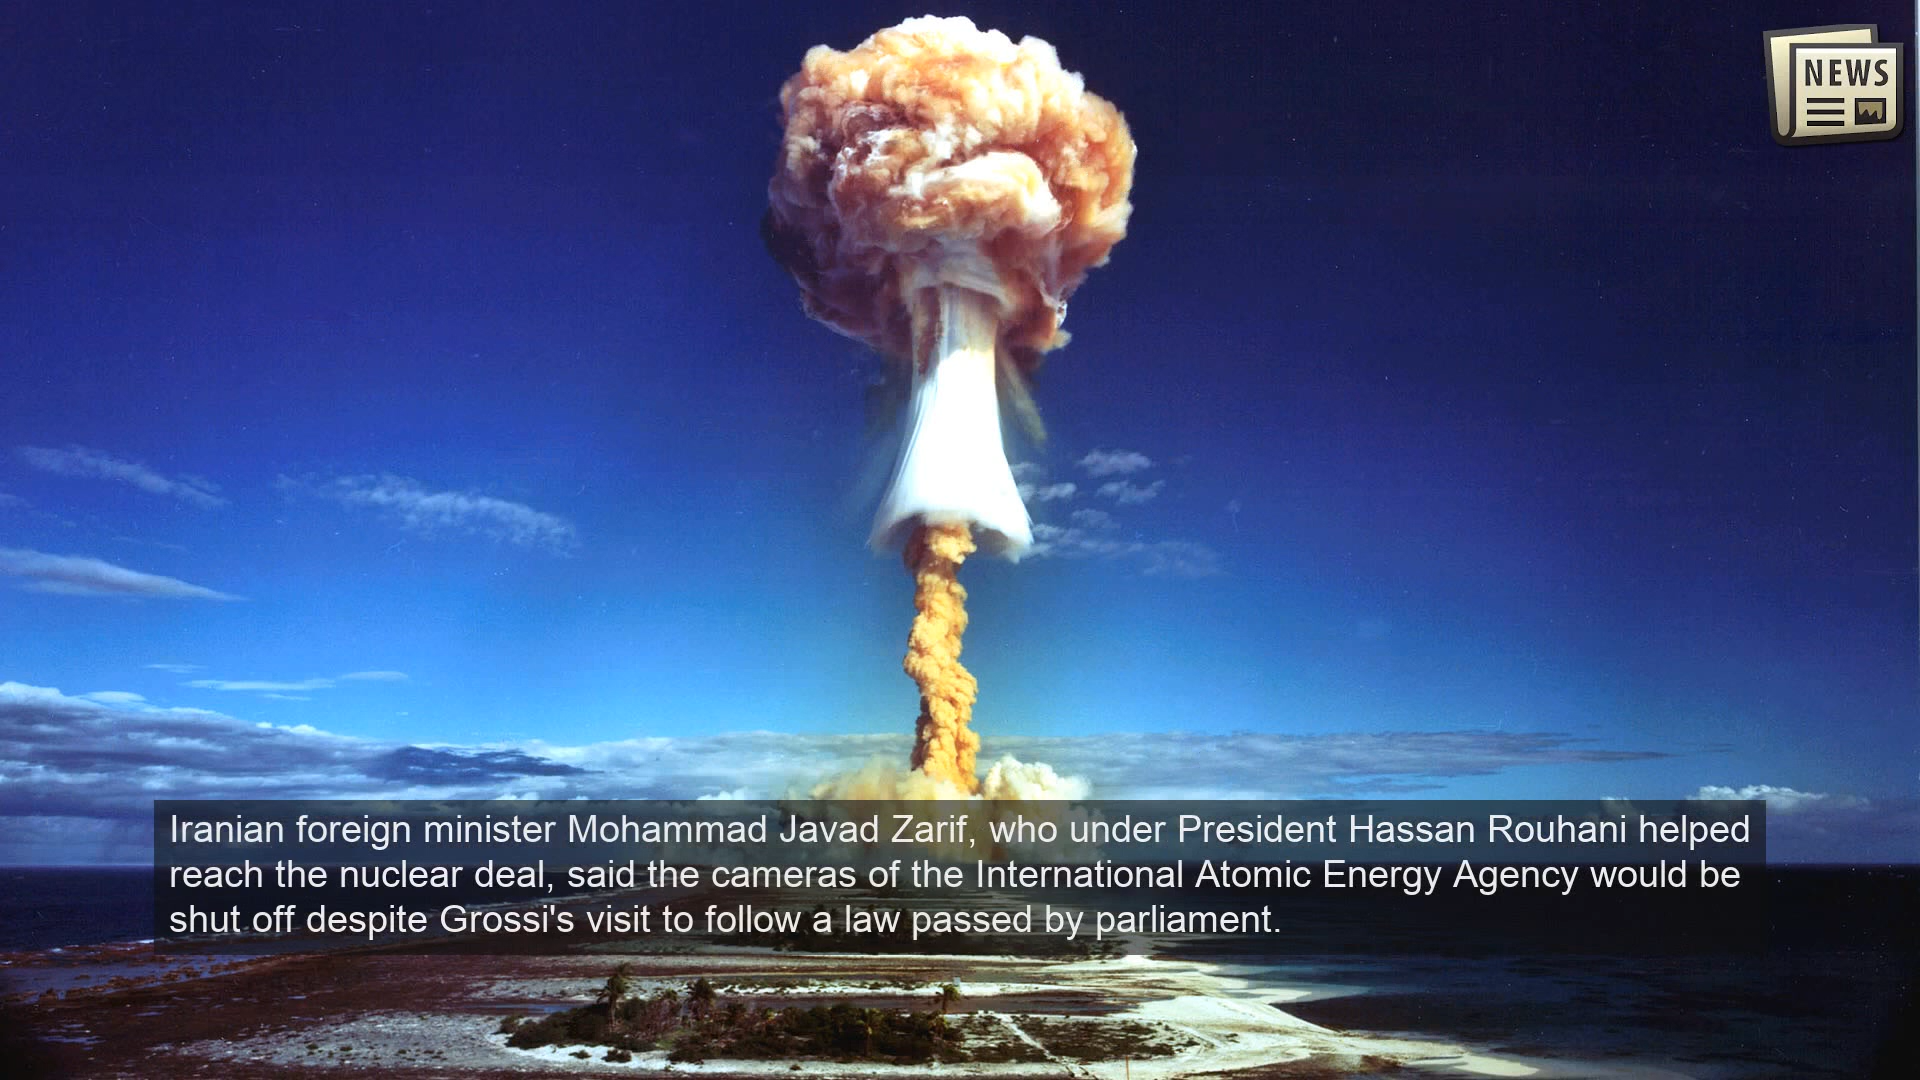 NEWS
Iranian foreign minister Mohammad Javad Zarif, who under President Hassan Rouhani helped
reach the nuclear deal, said the cameras of the International Atomic Energy Agency would be
shut off despite Grossi's visit to follow a law passed by parliament.